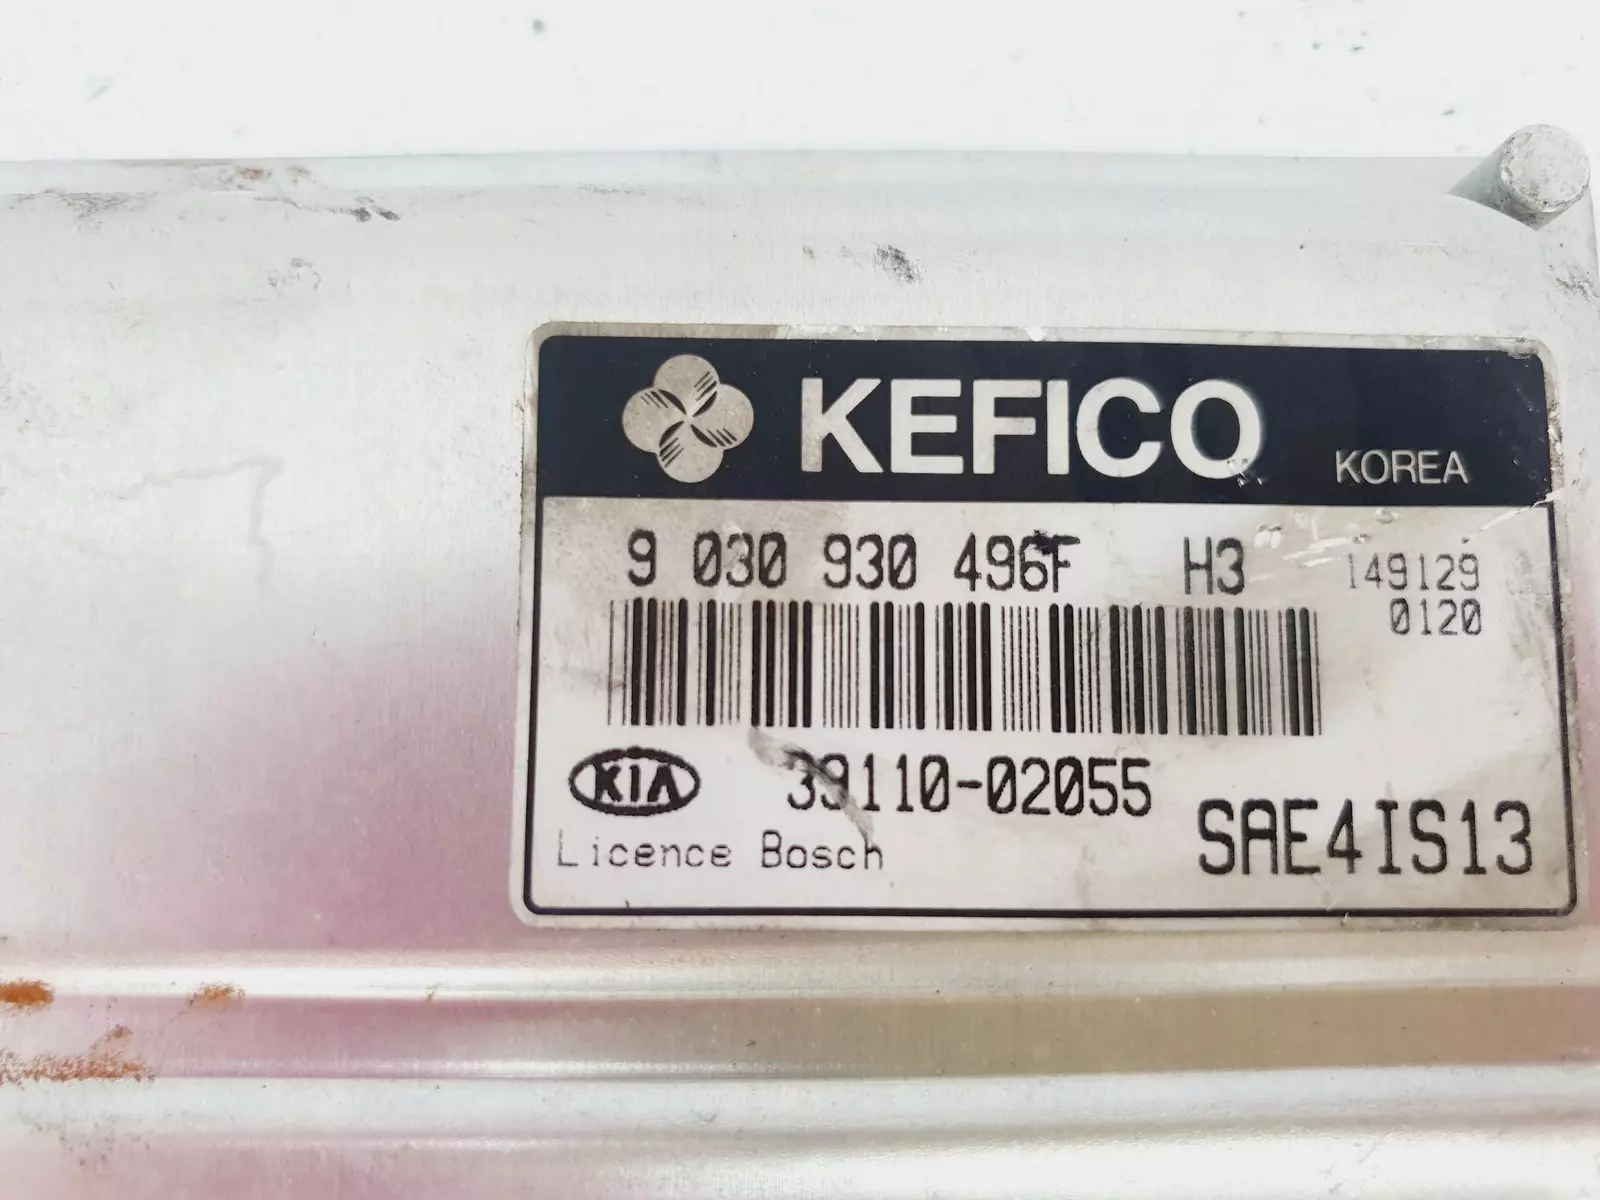 KEFICO KOREA
9 030 930 496F H3 149129
0120
KIA 39110-02055
Licence Bosch SAE4IS13